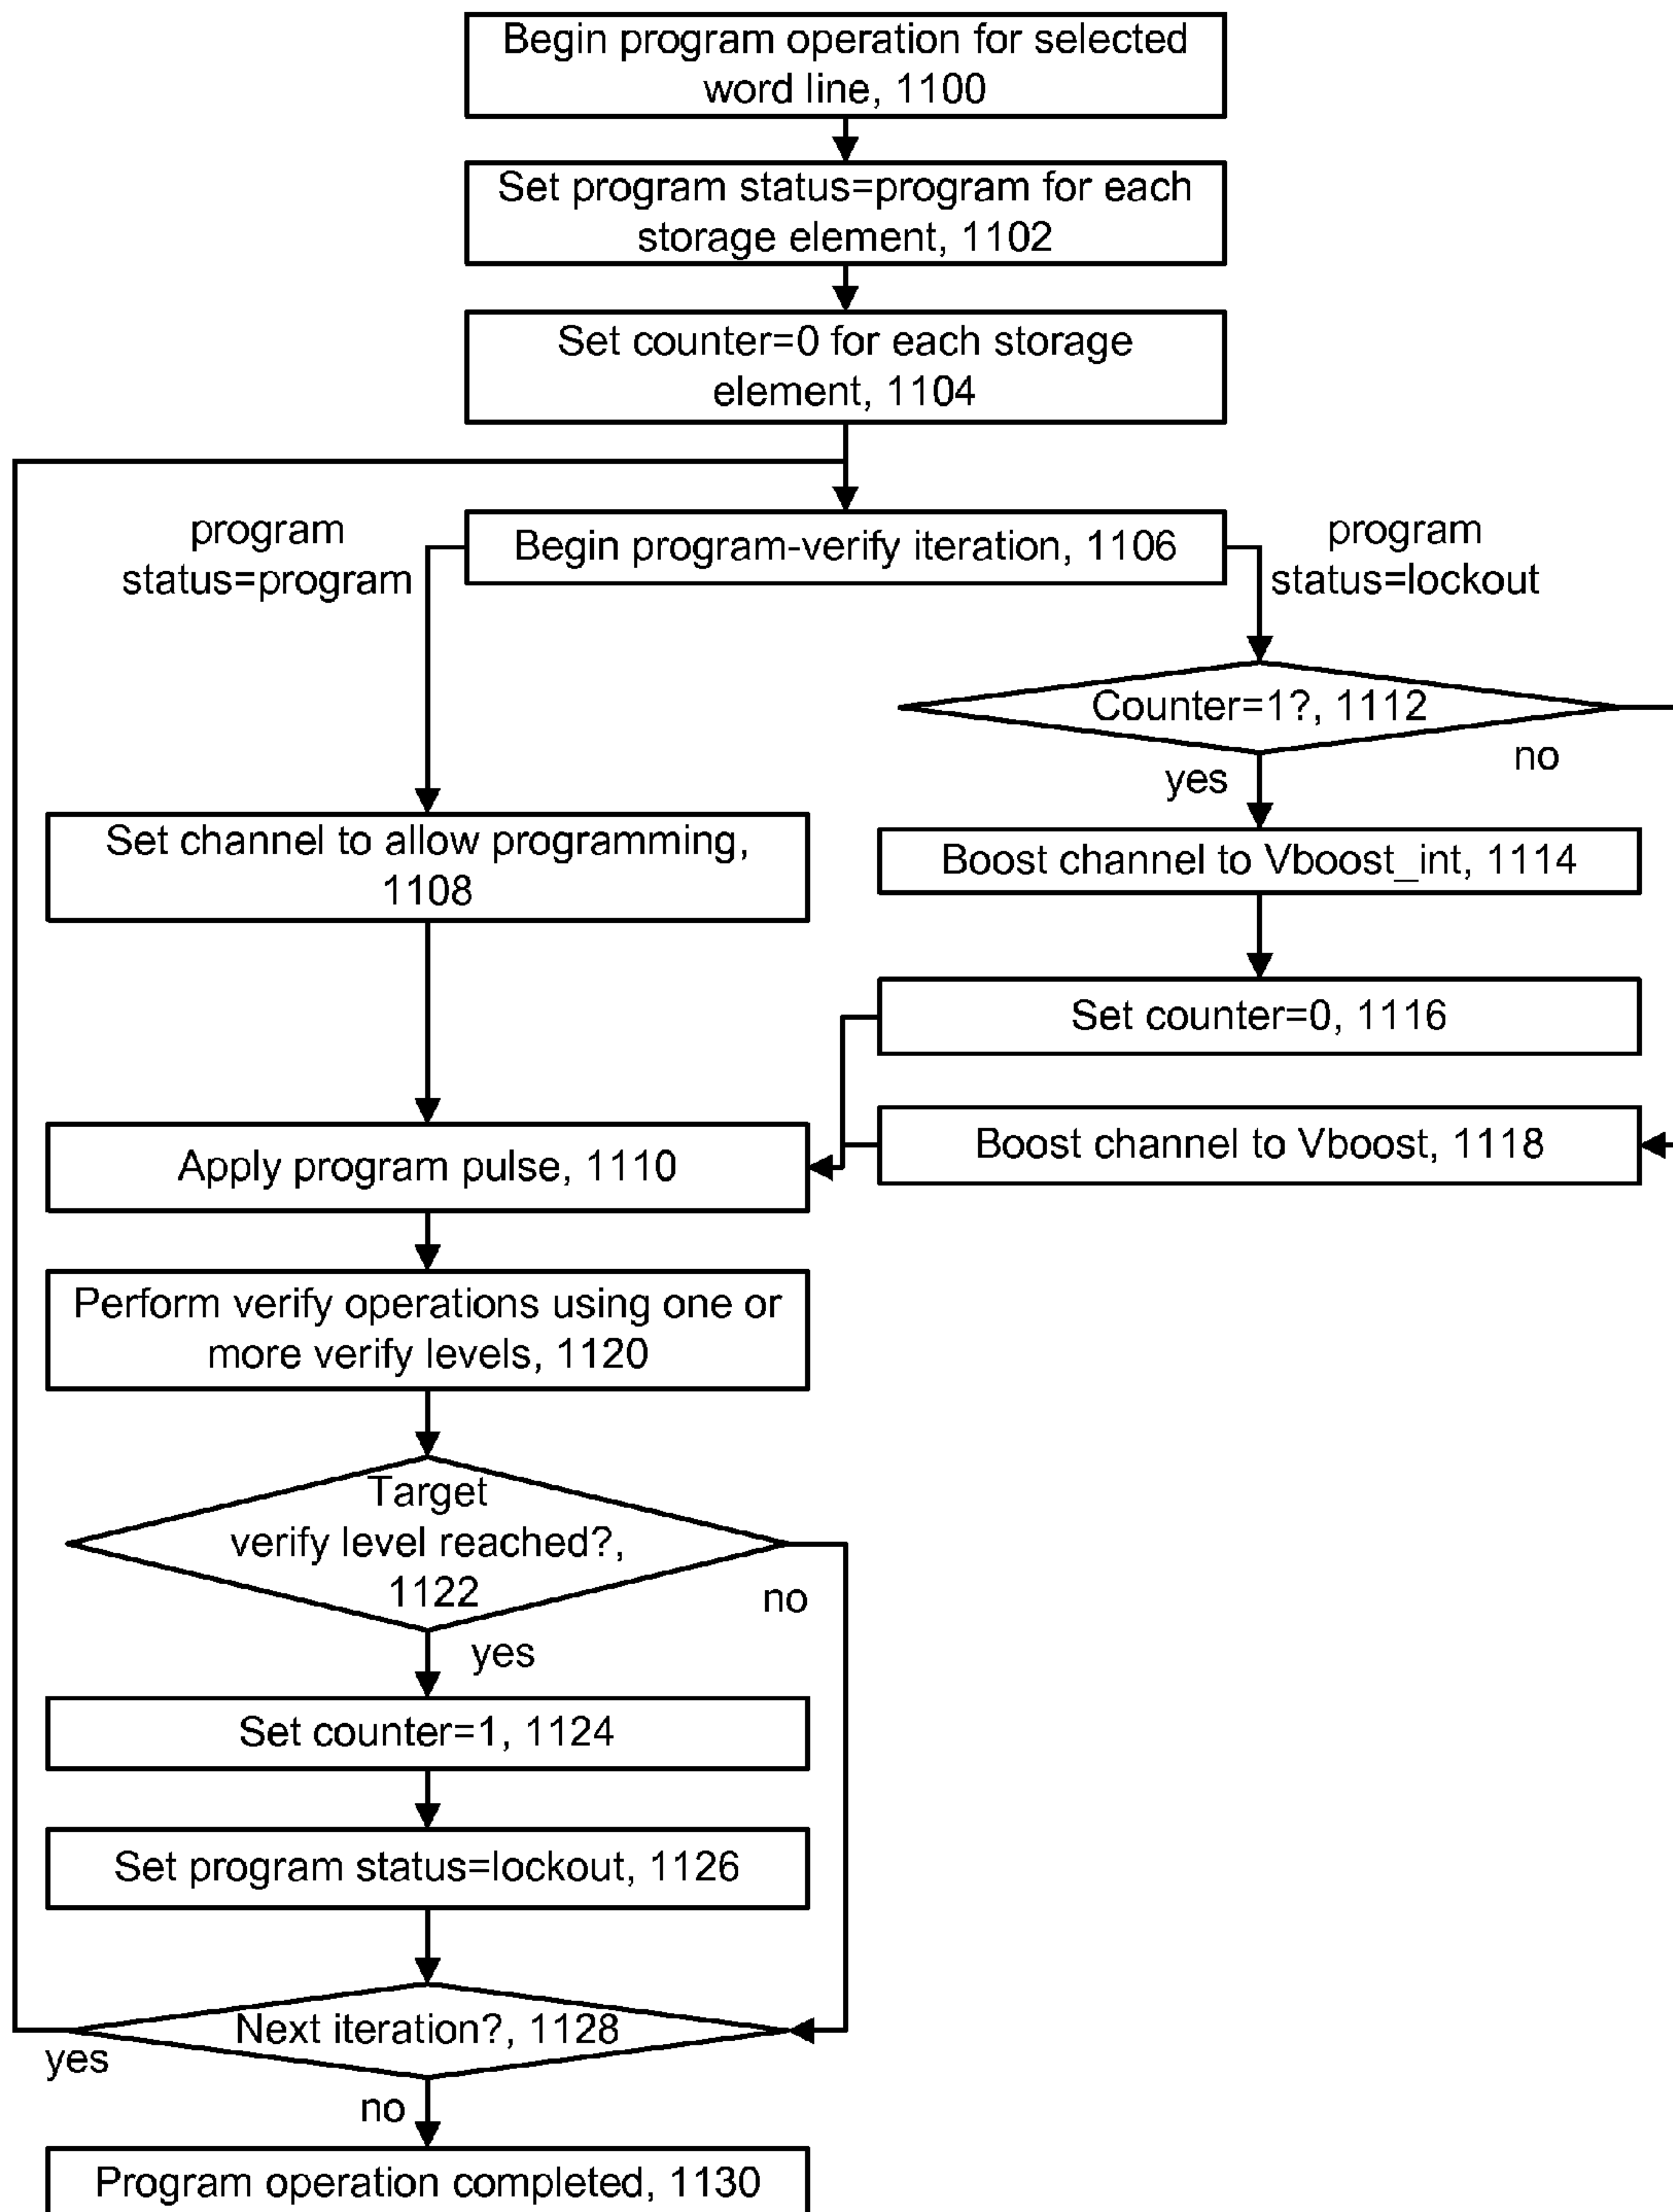 Begin program operation for selected
word line, 1100
Set program status=program for each
storage element, 1102
Set counter=0 for each storage
element, 1104
program
status=program
Begin program-verify iteration, 1106
program
status=lockout
Counter=1?, 1112
no
yes
Set channel to allow programming,
1108
Boost channel to Vboost_int, 1114
Set counter=0, 1116
Boost channel to Vboost, 1118
Apply program pulse, 1110
Perform verify operations using one or
more verify levels, 1120
Target
verify level reached?,
1122
no
yes
Set counter=1, 1124
Set program status=lockout, 1126
Next iteration?, 1128
yes
no
Program operation completed, 1130